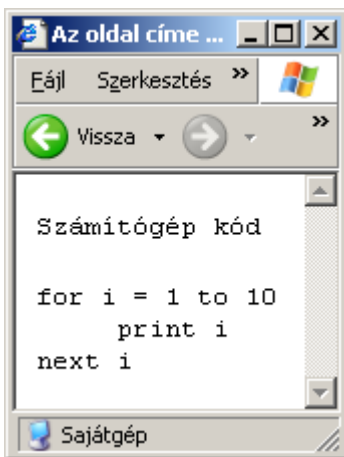 Az oldal címe ...
Fájl Szerkesztés »
Vissza »
Számítógép kód
for i = 1 to 10
print i
next i
Sajátgép